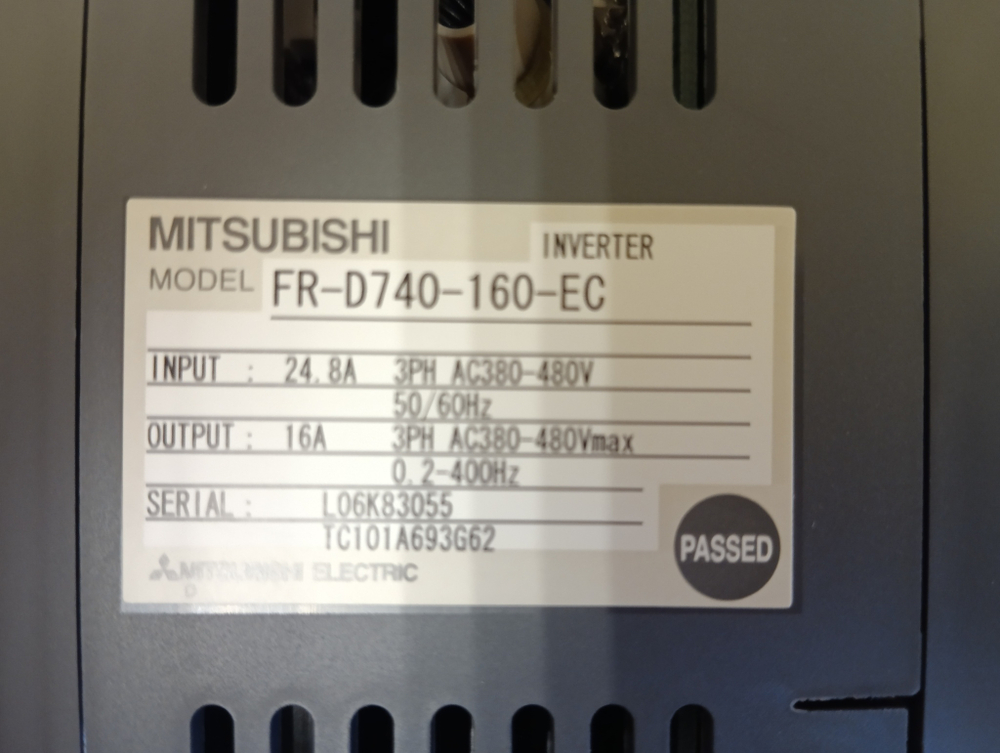 MITSUBISHI
INVERTER
MODEL FR-D740-160-EC
INPUT : 24.8A 3PH AC380-480V
50/60Hz
OUTPUT : 16A 3PH AC380-480Vmax
0.2-400Hz
SERIAL : L06K83055
TC101A693G62
PASSED
MITSUBISHI ELECTRIC